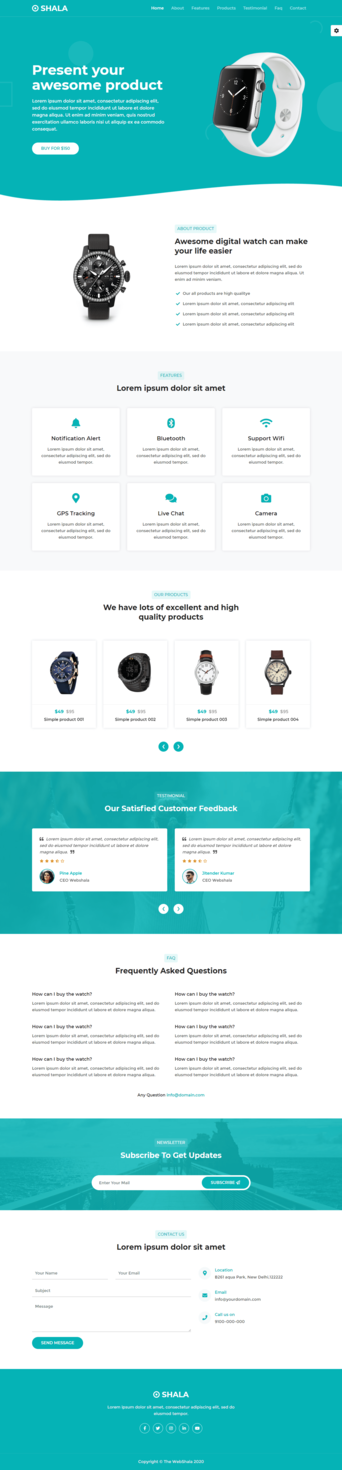 SHALA
Home About Features Products Testimonial Faq Contact
Present your
awesome product
Lorem ipsum dolor sit amet, consectetur adipiscing elit, sed do
eiusmod tempor incididunt ut labore et dolore magna
aliqua. Ut enim ad minim veniam, quis nostrud
exercitation ullamco laboris nisi ut aliquip ex ea commodo
consequat.
BUY FOR $100
ABOUT PRODUCT
Awesome digital watch can make
your life easier
Lorem ipsum dolor sit amet, consectetur adipiscing elit, sed do
eiusmod tempor incididunt ut labore et dolore magna aliqua. Ut
enim ad minim veniam.
Our all products are high qualitye
Lorem ipsum dolor sit amet, consectetur adipiscing elit
Lorem ipsum dolor sit amet, consectetur adipiscing elit
Lorem ipsum dolor sit amet, consectetur adipiscing elit
FEATURES
Lorem ipsum dolor sit amet
Notification Alert
Lorem ipsum dolor sit amet,
consectetur adipiscing elit, sed do
eiusmod tempor.
Bluetooth
Lorem ipsum dolor sit amet,
consectetur adipiscing elit, sed do
eiusmod tempor.
Support Wifi
Lorem ipsum dolor sit amet,
consectetur adipiscing elit, sed do
eiusmod tempor.
GPS Tracking
Lorem ipsum dolor sit amet,
consectetur adipiscing elit, sed do
eiusmod tempor.
Live Chat
Lorem ipsum dolor sit amet,
consectetur adipiscing elit, sed do
eiusmod tempor.
Camera
Lorem ipsum dolor sit amet,
consectetur adipiscing elit, sed do
eiusmod tempor.
OUR PRODUCTS
We have lots of excellent and high
quality products
$49 $95
Simple product 001
$49 $95
Simple product 002
$49 $95
Simple product 003
$49 $95
Simple product 004
TESTIMONIAL
Our Satisfied Customer Feedback
Lorem ipsum dolor sit amet, consectetur adipiscing elit,
sed do eiusmod tempor incididunt ut labore et dolore
magna aliqua.
Pine Apple
CEO Webshala
Lorem ipsum dolor sit amet, consectetur adipiscing elit,
sed do eiusmod tempor incididunt ut labore et dolore
magna aliqua.
Jitender Kumar
CEO Webshala
FAQ
Frequently Asked Questions
How can I buy the watch?
Lorem ipsum dolor sit amet, consectetur adipiscing elit, sed do
eiusmod tempor incididunt ut labore et dolore magna aliqua.
How can I buy the watch?
Lorem ipsum dolor sit amet, consectetur adipiscing elit, sed do
eiusmod tempor incididunt ut labore et dolore magna aliqua.
How can I buy the watch?
Lorem ipsum dolor sit amet, consectetur adipiscing elit, sed do
eiusmod tempor incididunt ut labore et dolore magna aliqua.
How can I buy the watch?
Lorem ipsum dolor sit amet, consectetur adipiscing elit, sed do
eiusmod tempor incididunt ut labore et dolore magna aliqua.
How can I buy the watch?
Lorem ipsum dolor sit amet, consectetur adipiscing elit, sed do
eiusmod tempor incididunt ut labore et dolore magna aliqua.
How can I buy the watch?
Lorem ipsum dolor sit amet, consectetur adipiscing elit, sed do
eiusmod tempor incididunt ut labore et dolore magna aliqua.
Any Question info@domain.com
NEWSLETTER
Subscribe To Get Updates
Enter Your Mail
SUBSCRIBE
CONTACT US
Lorem ipsum dolor sit amet
Your Name
Your Email
Subject
Message
SEND MESSAGE
Location
B201 aqua Park, New Delhi,122222
Email
info@yourdomain.com
Call us on
9100-000-000
SHALA
Lorem ipsum dolor sit amet, consectetur adipiscing elit, sed do
eiusmod tempor.
Copyright © The WebShala 2020